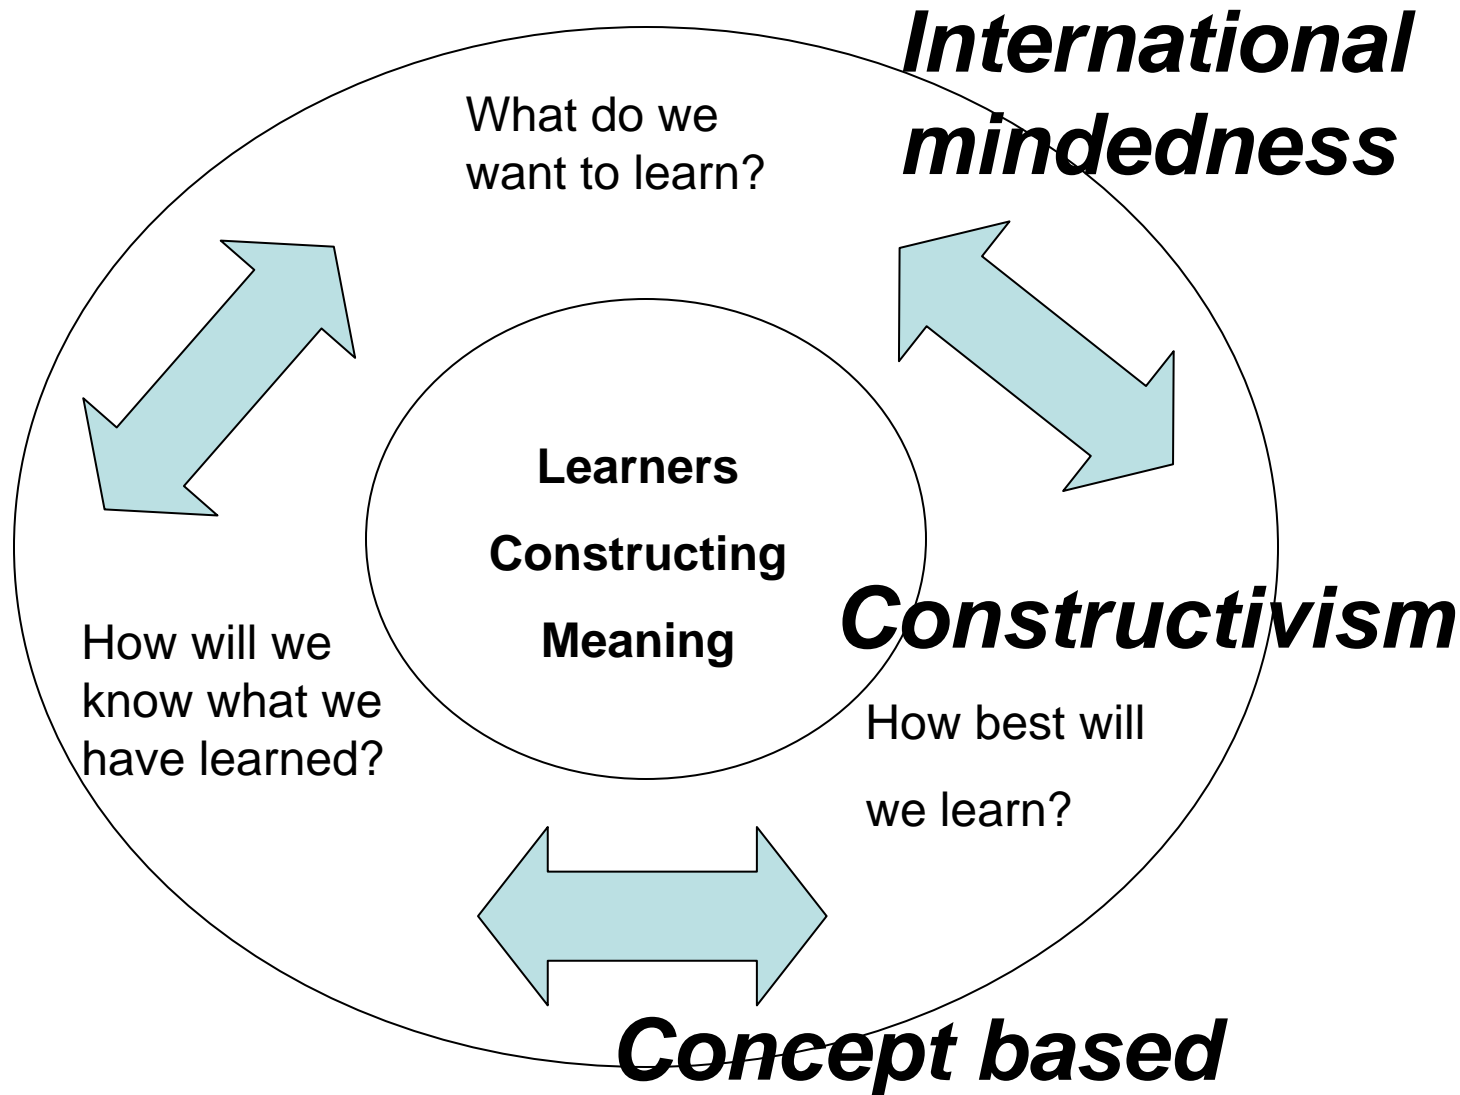 International
mindedness
What do we
want to learn?
Learners
Constructing
Meaning
Constructivism
How will we
know what we
have learned?
How best will
we learn?
Concept based